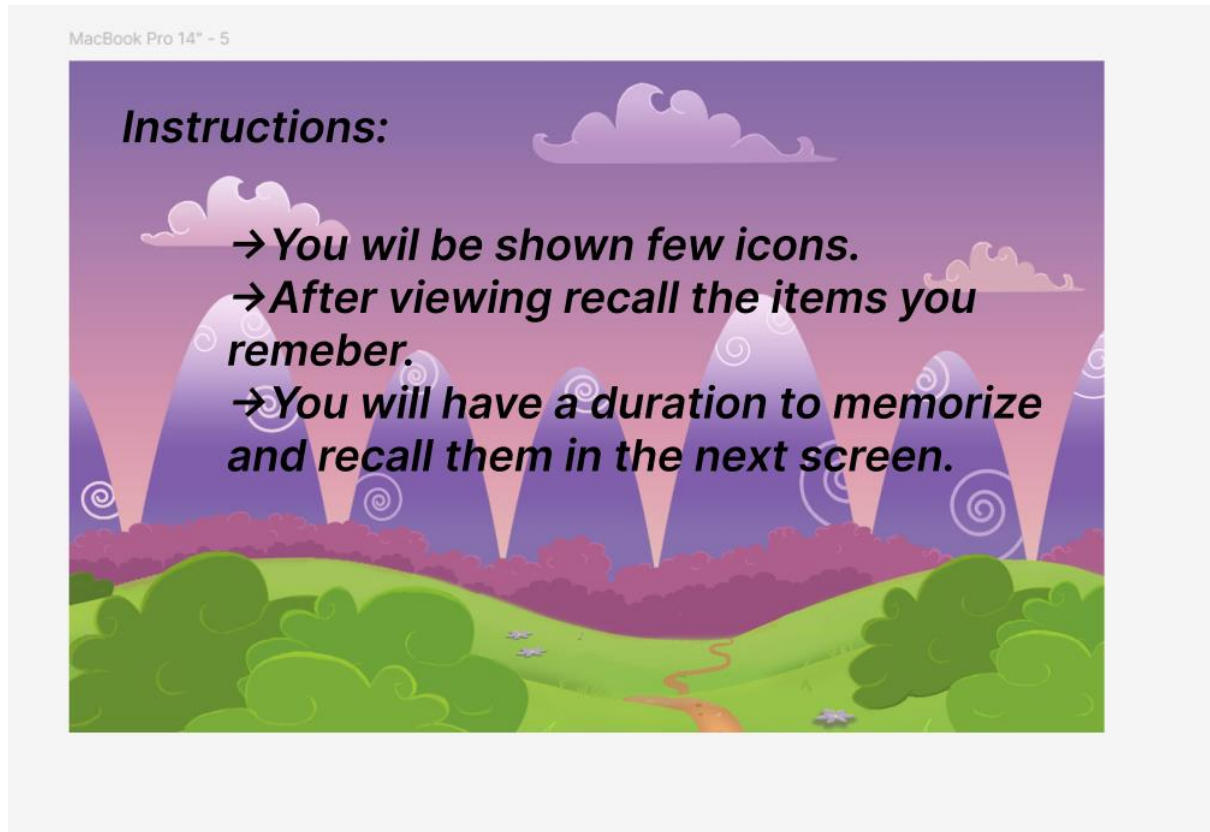 MacBook Pro 14" - 5
Instructions:
→You wil be shown few icons.
→After viewing recall the items you
remeber.
→You will have a duration to memorize
and recall them in the next screen.